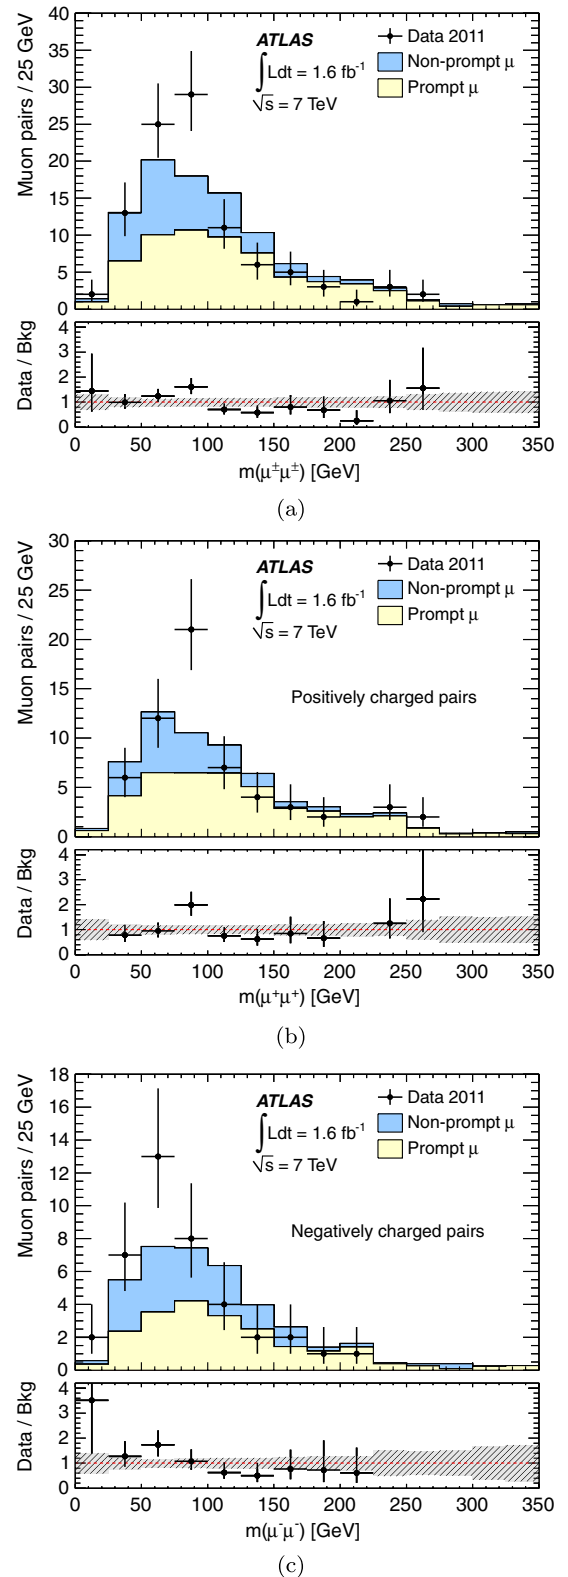 40
35
30
25
20
15
10
5
0
Muon pairs / 25 GeV
ATLAS
∫Ldt = 1.6 fb⁻¹
√s = 7 TeV
Data 2011
Non-prompt μ
Prompt μ
4
3
2
1
0
Data / Bkg
0 50 100 150 200 250 300 350
m(μ±μ±) [GeV]
(a)
30
25
20
15
10
5
0
Muon pairs / 25 GeV
ATLAS
∫Ldt = 1.6 fb⁻¹
√s = 7 TeV
Data 2011
Non-prompt μ
Prompt μ
Positively charged pairs
4
3
2
1
0
Data / Bkg
0 50 100 150 200 250 300 350
m(μ⁺μ⁺) [GeV]
(b)
18
16
14
12
10
8
6
4
2
0
Muon pairs / 25 GeV
ATLAS
∫Ldt = 1.6 fb⁻¹
√s = 7 TeV
Data 2011
Non-prompt μ
Prompt μ
Negatively charged pairs
4
3
2
1
0
Data / Bkg
0 50 100 150 200 250 300 350
m(μ⁻μ⁻) [GeV]
(c)